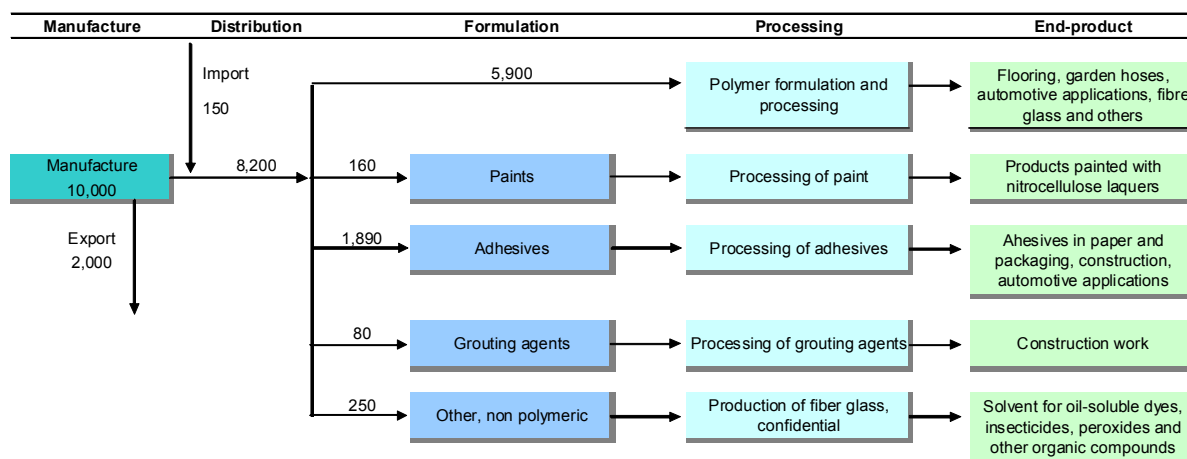 Manufacture Distribution Formulation Processing End-product
Import
150
5,900
Polymer formulation and
processing
Flooring, garden hoses,
automotive applications, fibre
glass and others
Manufacture
10,000
8,200
160
Paints
Processing of paint
Products painted with
nitrocellulose laquers
Export
2,000
1,890
Adhesives
Processing of adhesives
Ahesives in paper and
packaging, construction,
automotive applications
80
Grouting agents
Processing of grouting agents
Construction work
250
Other, non polymeric
Production of fiber glass,
confidential
Solvent for oil-soluble dyes,
insecticides, peroxides and
other organic compounds